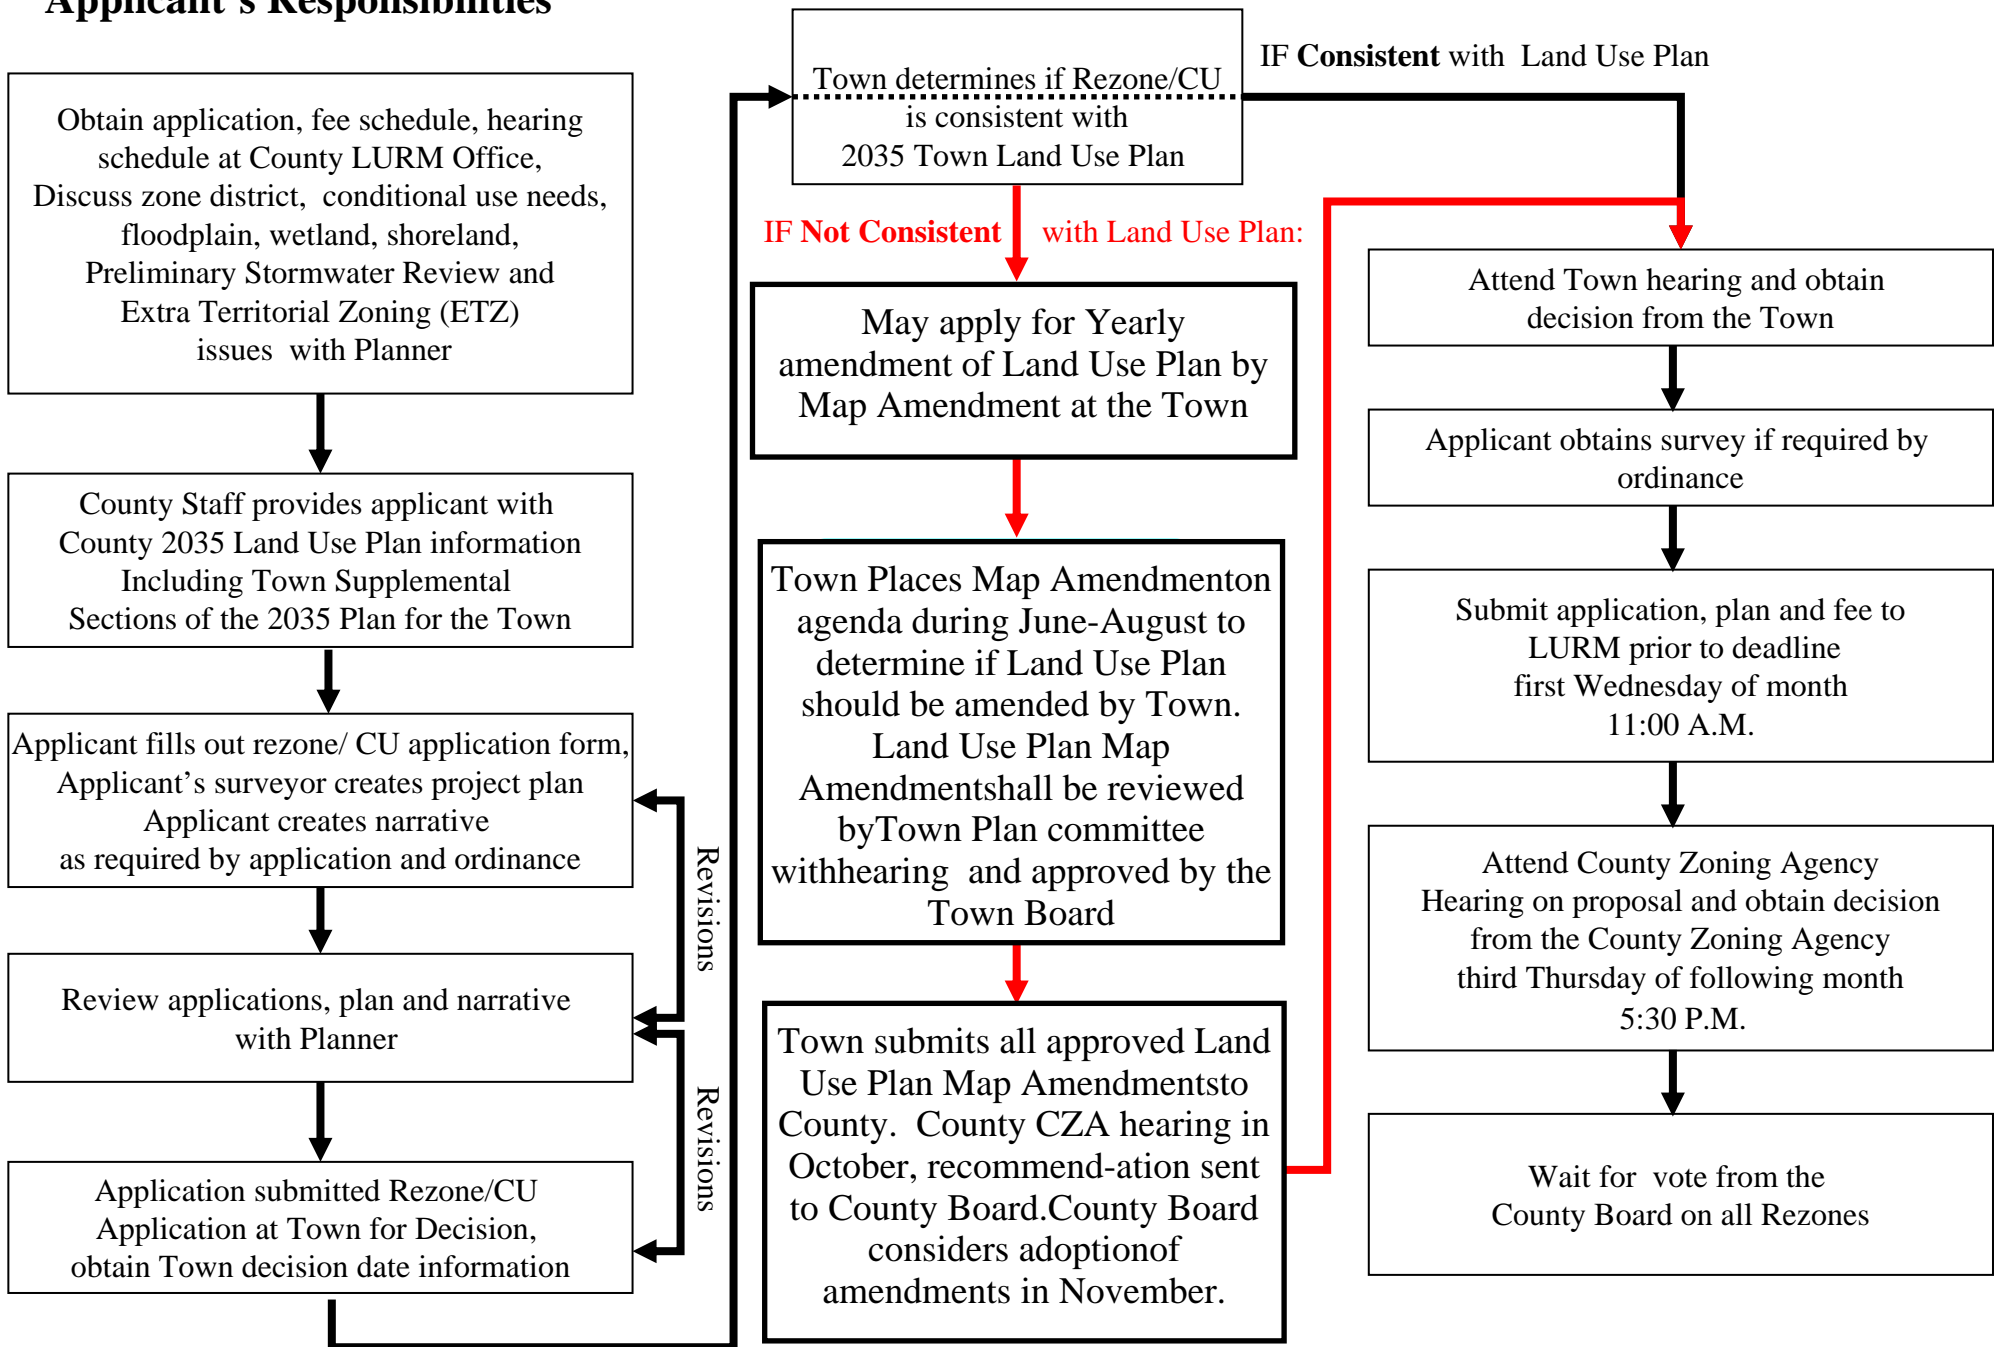 Applicant's Responsibilities
Obtain application, fee schedule, hearing
schedule at County LURM Office,
Discuss zone district, conditional use needs,
floodplain, wetland, shoreland,
Preliminary Stormwater Review and
Extra Territorial Zoning (ETZ)
issues with Planner
County Staff provides applicant with
County 2035 Land Use Plan information
Including Town Supplemental
Sections of the 2035 Plan for the Town
Applicant fills out rezone/ CU application form,
Applicant's surveyor creates project plan
Applicant creates narrative
as required by application and ordinance
Revisions
Review applications, plan and narrative
with Planner
Revisions
Application submitted Rezone/CU
Application at Town for Decision,
obtain Town decision date information
Town determines if Rezone/CU
is consistent with
2035 Town Land Use Plan
IF Consistent with Land Use Plan
IF Not Consistent with Land Use Plan:
May apply for Yearly
amendment of Land Use Plan by
Map Amendment at the Town
Town Places Map Amendmenton
agenda during June-August to
determine if Land Use Plan
should be amended by Town.
Land Use Plan Map
Amendmentshall be reviewed
byTown Plan committee
withhearing and approved by the
Town Board
Town submits all approved Land
Use Plan Map Amendmentsto
County. County CZA hearing in
October, recommend-ation sent
to County Board.County Board
considers adoptionof
amendments in November.
Attend Town hearing and obtain
decision from the Town
Applicant obtains survey if required by
ordinance
Submit application, plan and fee to
LURM prior to deadline
first Wednesday of month
11:00 A.M.
Attend County Zoning Agency
Hearing on proposal and obtain decision
from the County Zoning Agency
third Thursday of following month
5:30 P.M.
Wait for vote from the
County Board on all Rezones